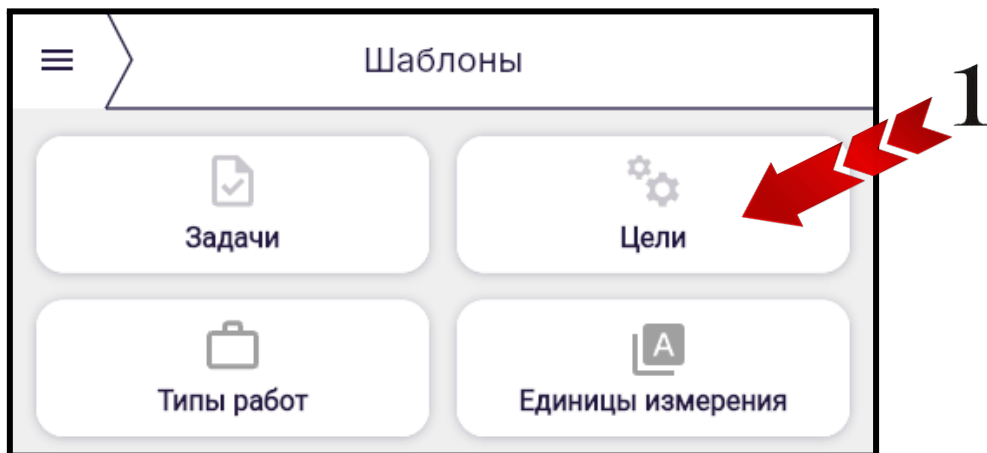 Шаблоны
1
Задачи
Цели
Типы работ
A
Единицы измерения